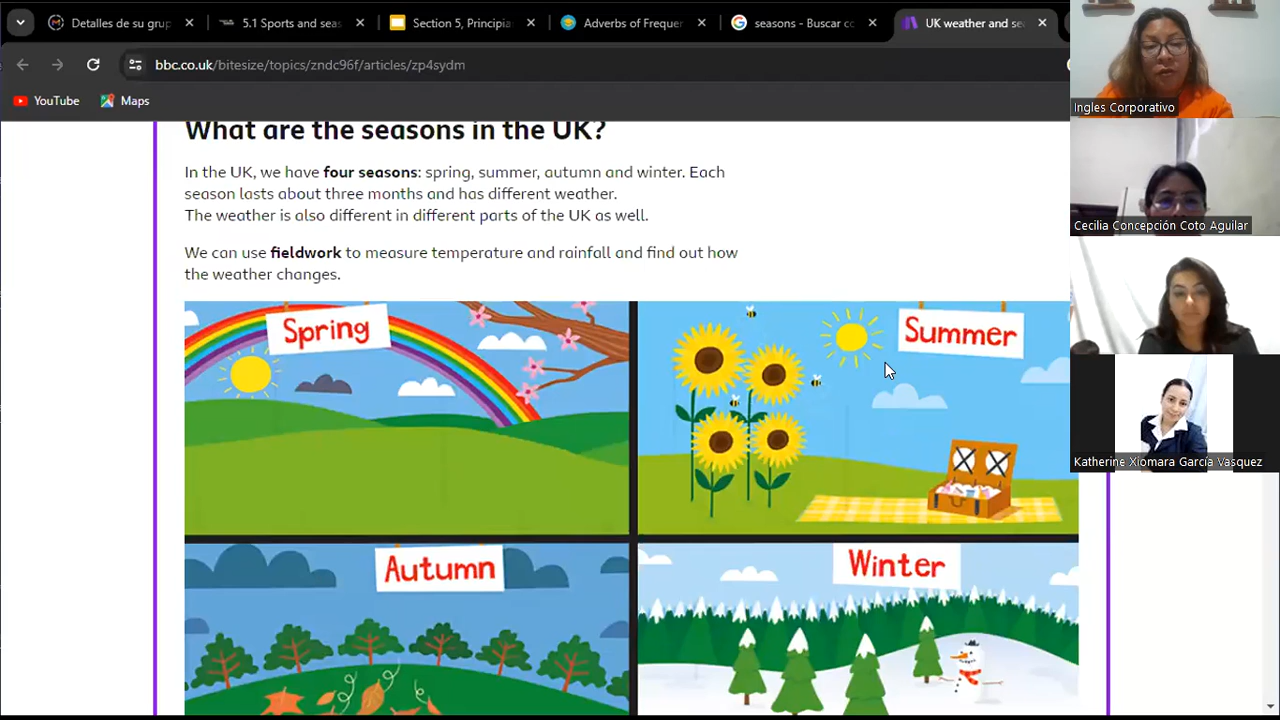 Detalles de su grup
5.1 Sports and seas
Section 5, Principian
Adverbs of Frequen
seasons - Buscar co
UK weather and se
bbc.co.uk/bitesize/topics/zndc96f/articles/zp4sydm
YouTube
Maps
What are the seasons in the UK?
In the UK, we have four seasons: spring, summer, autumn and winter. Each
season lasts about three months and has different weather.
The weather is also different in different parts of the UK as well.
We can use fieldwork to measure temperature and rainfall and find out how
the weather changes.
Spring
Summer
Autumn
Winter
Ingles Corporativo
Cecilia Concepción Coto Aguilar
Katherine Xiomara García Vasquez